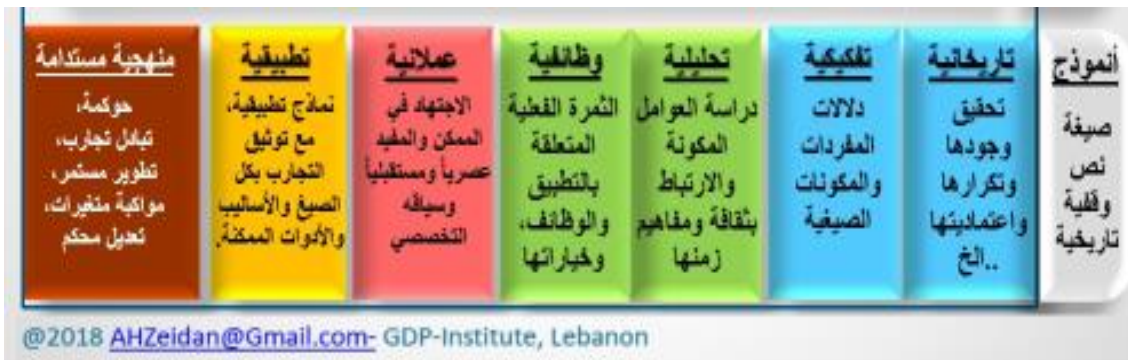 أنموذج
صيغة
نص
وقفية
تاريخية
تاريخانية
تحقيق
وجودها
وتكرارها
واعتماديتها
..الخ
تفكيكية
دلالات
المفردات
والمكونات
الصيغية
تحليلية
دراسة العوامل
المكونة
والارتباط
بثقافة ومفاهيم
زمنها
وظائفية
الثمرة الفعلية
المتعلقة
بالتطبيق
والوظائف،
وخياراتها
عملانية
الاجتهاد في
الممكن والمفيد
عصرياً ومستقبلياً
وسياقه
التخصصي
تطبيقية
نماذج تطبيقية،
مع توثيق
التجارب بكل
الصيغ والأساليب
والأدوات الممكنة.
منهجية مستدامة
حوكمة،
تبادل تجارب،
تطوير مستمر،
مواكبة متغيرات،
تعديل محكم
@2018 AHZeidan@Gmail.com- GDP-Institute, Lebanon